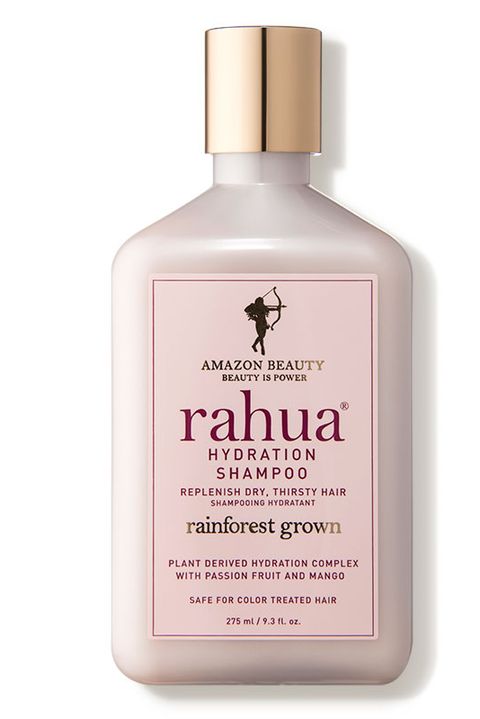 AMAZON BEAUTY
BEAUTY IS POWER
rahua®
HYDRATION
SHAMPOO
REPLENISH DRY, THIRSTY HAIR
SHAMPOOING HYDRATANT
rainforest grown
PLANT DERIVED HYDRATION COMPLEX
WITH PASSION FRUIT AND MANGO
SAFE FOR COLOR TREATED HAIR
275 ml / 9.3 fl. oz.